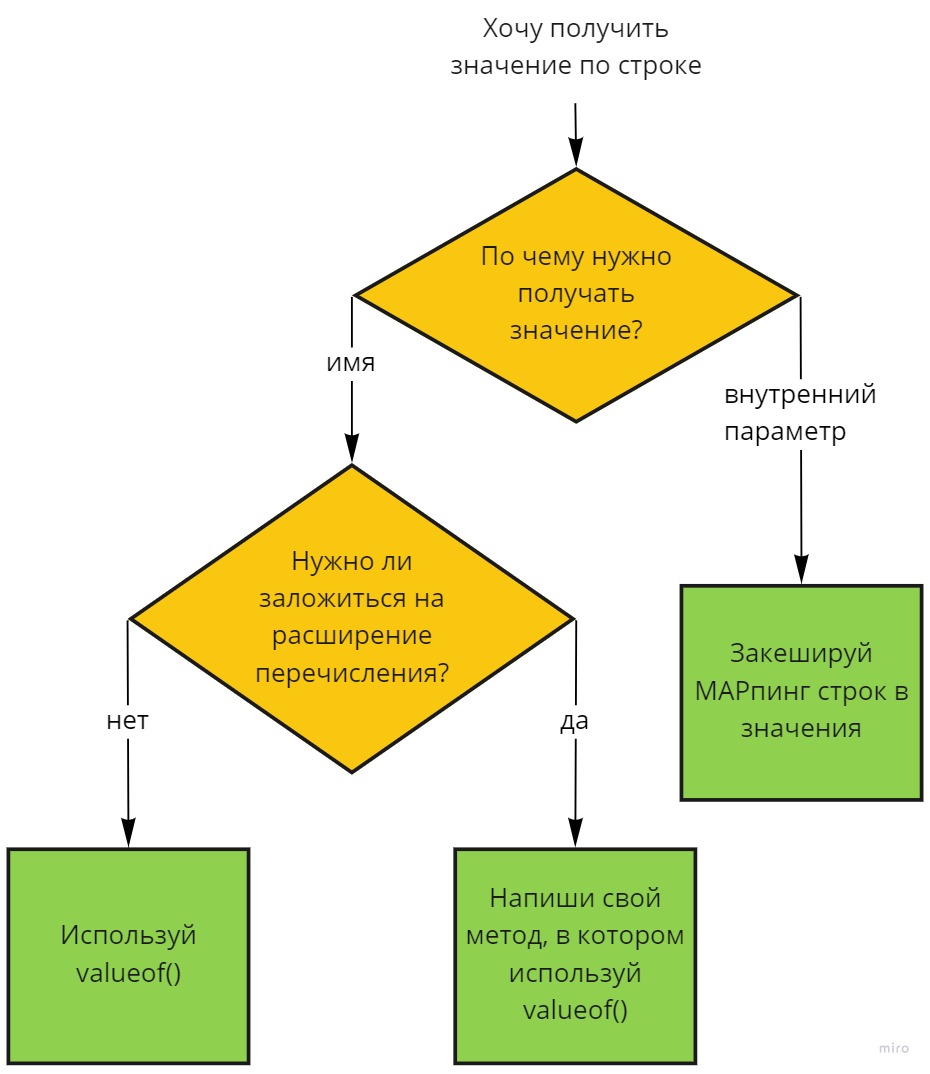 Хочу получить
значение по строке
По чему нужно
получать
значение?
имя
внутренний
параметр
Нужно ли
заложиться на
расширение
перечисления?
Закешируй
MAPпинг строк в
значения
нет
да
Используй
valueof()
Напиши свой
метод, в котором
используй
valueof()
miro